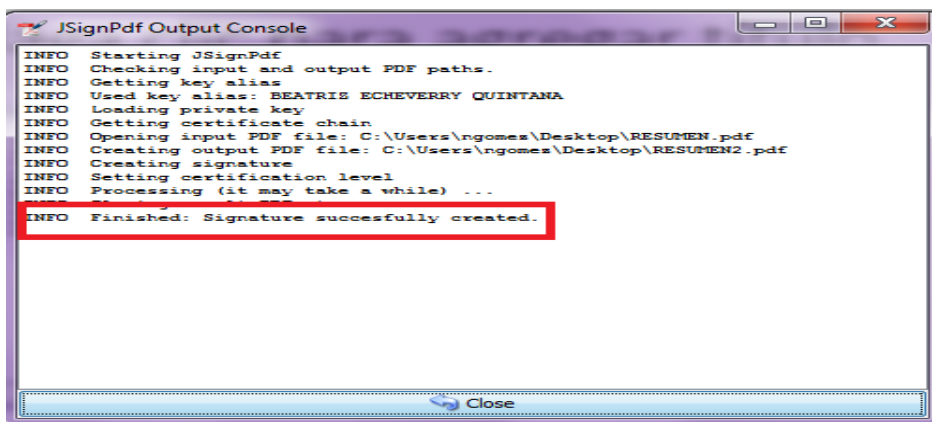 JSignPdf Output Console
INFO Starting JSignPdf
INFO Checking input and output PDF paths.
INFO Getting key alias
INFO Used key alias: BEATRIS ECHEVERRY QUINTANA
INFO Loading private key
INFO Getting certificate chain
INFO Opening input PDF file: C:\Users\ngomez\Desktop\RESUMEN.pdf
INFO Creating output PDF file: C:\Users\ngomez\Desktop\RESUMEN2.pdf
INFO Creating signature
INFO Setting certification level
INFO Processing (it may take a while) ...
INFO Finished: Signature succesfully created.
Close